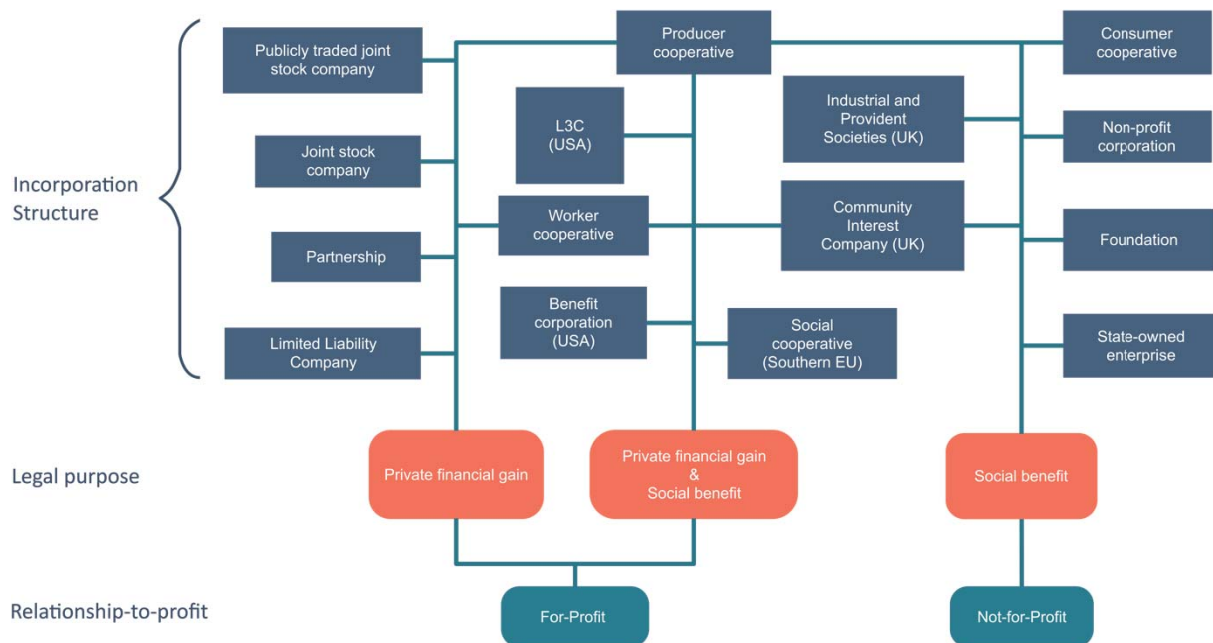 Incorporation
Structure
Publicly traded joint
stock company
Joint stock
company
Partnership
Limited Liability
Company
Producer
cooperative
L3C
(USA)
Worker
cooperative
Benefit
corporation
(USA)
Industrial and
Provident
Societies (UK)
Community
Interest
Company (UK)
Social
cooperative
(Southern EU)
Consumer
cooperative
Non-profit
corporation
Foundation
State-owned
enterprise
Legal purpose
Private financial gain
Private financial gain
&
Social benefit
Social benefit
Relationship-to-profit
For-Profit
Not-for-Profit